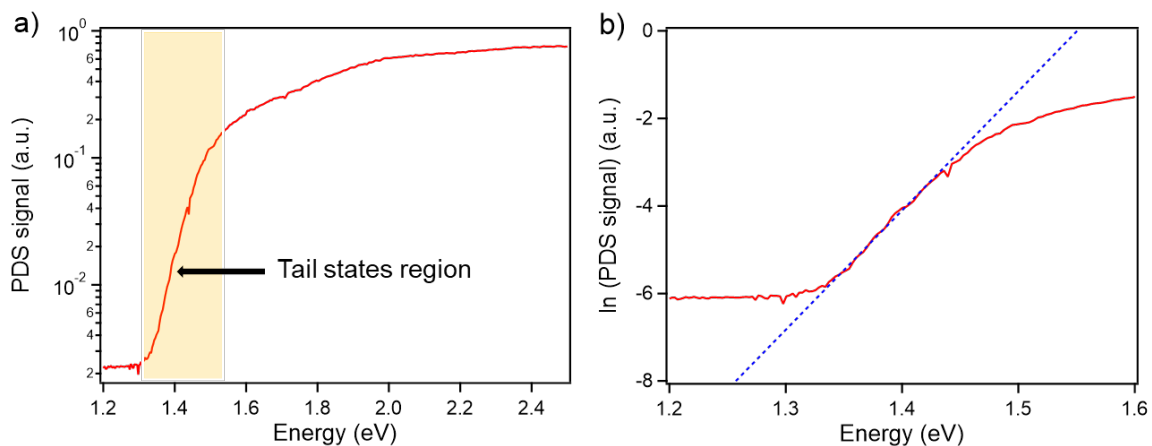 a)
PDS signal (a.u.)
10⁰
6
4
2
10⁻¹
6
4
2
10⁻²
6
4
2
Tail states region
1.2 1.4 1.6 1.8 2.0 2.2 2.4
Energy (eV)
b)
ln (PDS signal) (a.u.)
0
-2
-4
-6
-8
1.2 1.3 1.4 1.5 1.6
Energy (eV)